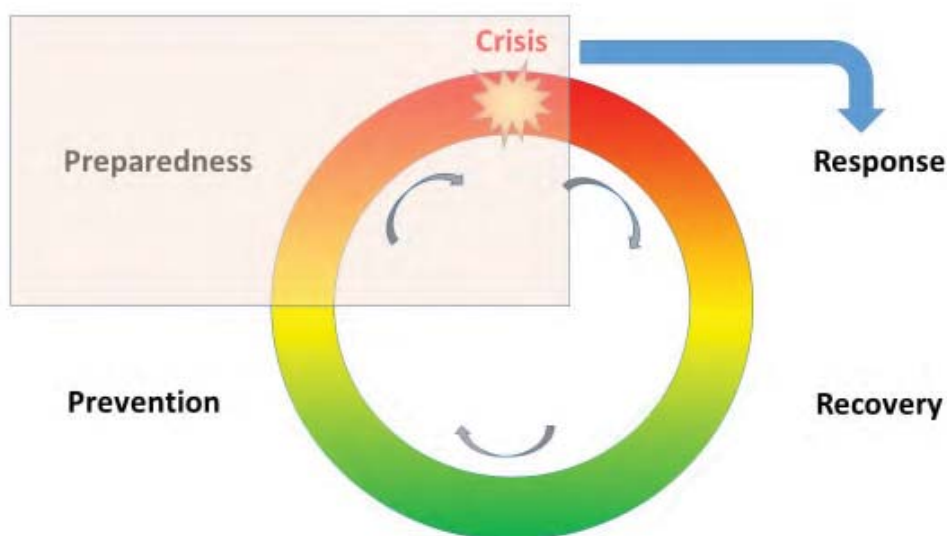 Crisis
Preparedness
Response
Prevention
Recovery